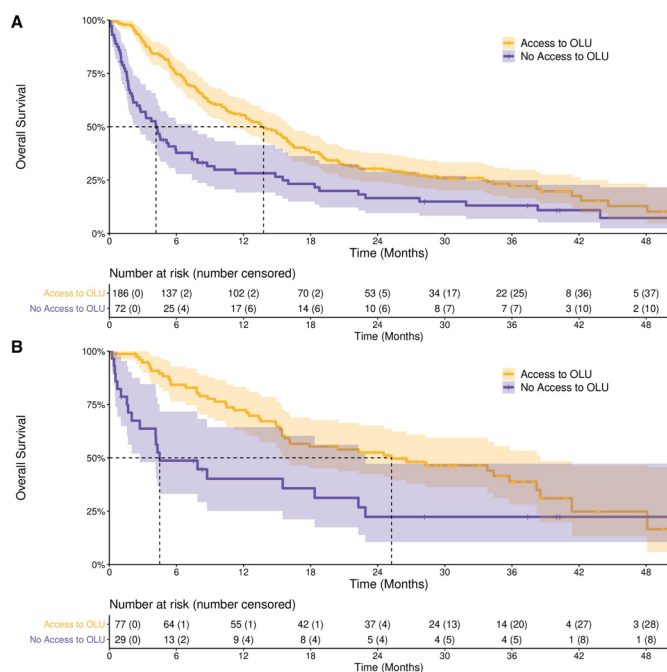 A
Access to OLU
No Access to OLU
100%
75%
50%
25%
0%
Overall Survival
0 6 12 18 24 30 36 42 48
Time (Months)
Number at risk (number censored)
Access to OLU 186 (0) 137 (2) 102 (2) 70 (2) 53 (5) 34 (17) 22 (25) 8 (36) 5 (37)
No Access to OLU 72 (0) 25 (4) 17 (6) 14 (6) 10 (6) 8 (7) 7 (7) 3 (10) 2 (10)
0 6 12 18 24 30 36 42 48
Time (Months)
B
Access to OLU
No Access to OLU
100%
75%
50%
25%
0%
Overall Survival
0 6 12 18 24 30 36 42 48
Time (Months)
Number at risk (number censored)
Access to OLU 77 (0) 64 (1) 55 (1) 42 (1) 37 (4) 24 (13) 14 (20) 4 (27) 3 (28)
No Access to OLU 29 (0) 13 (2) 9 (4) 8 (4) 5 (4) 4 (5) 4 (5) 1 (8) 1 (8)
0 6 12 18 24 30 36 42 48
Time (Months)